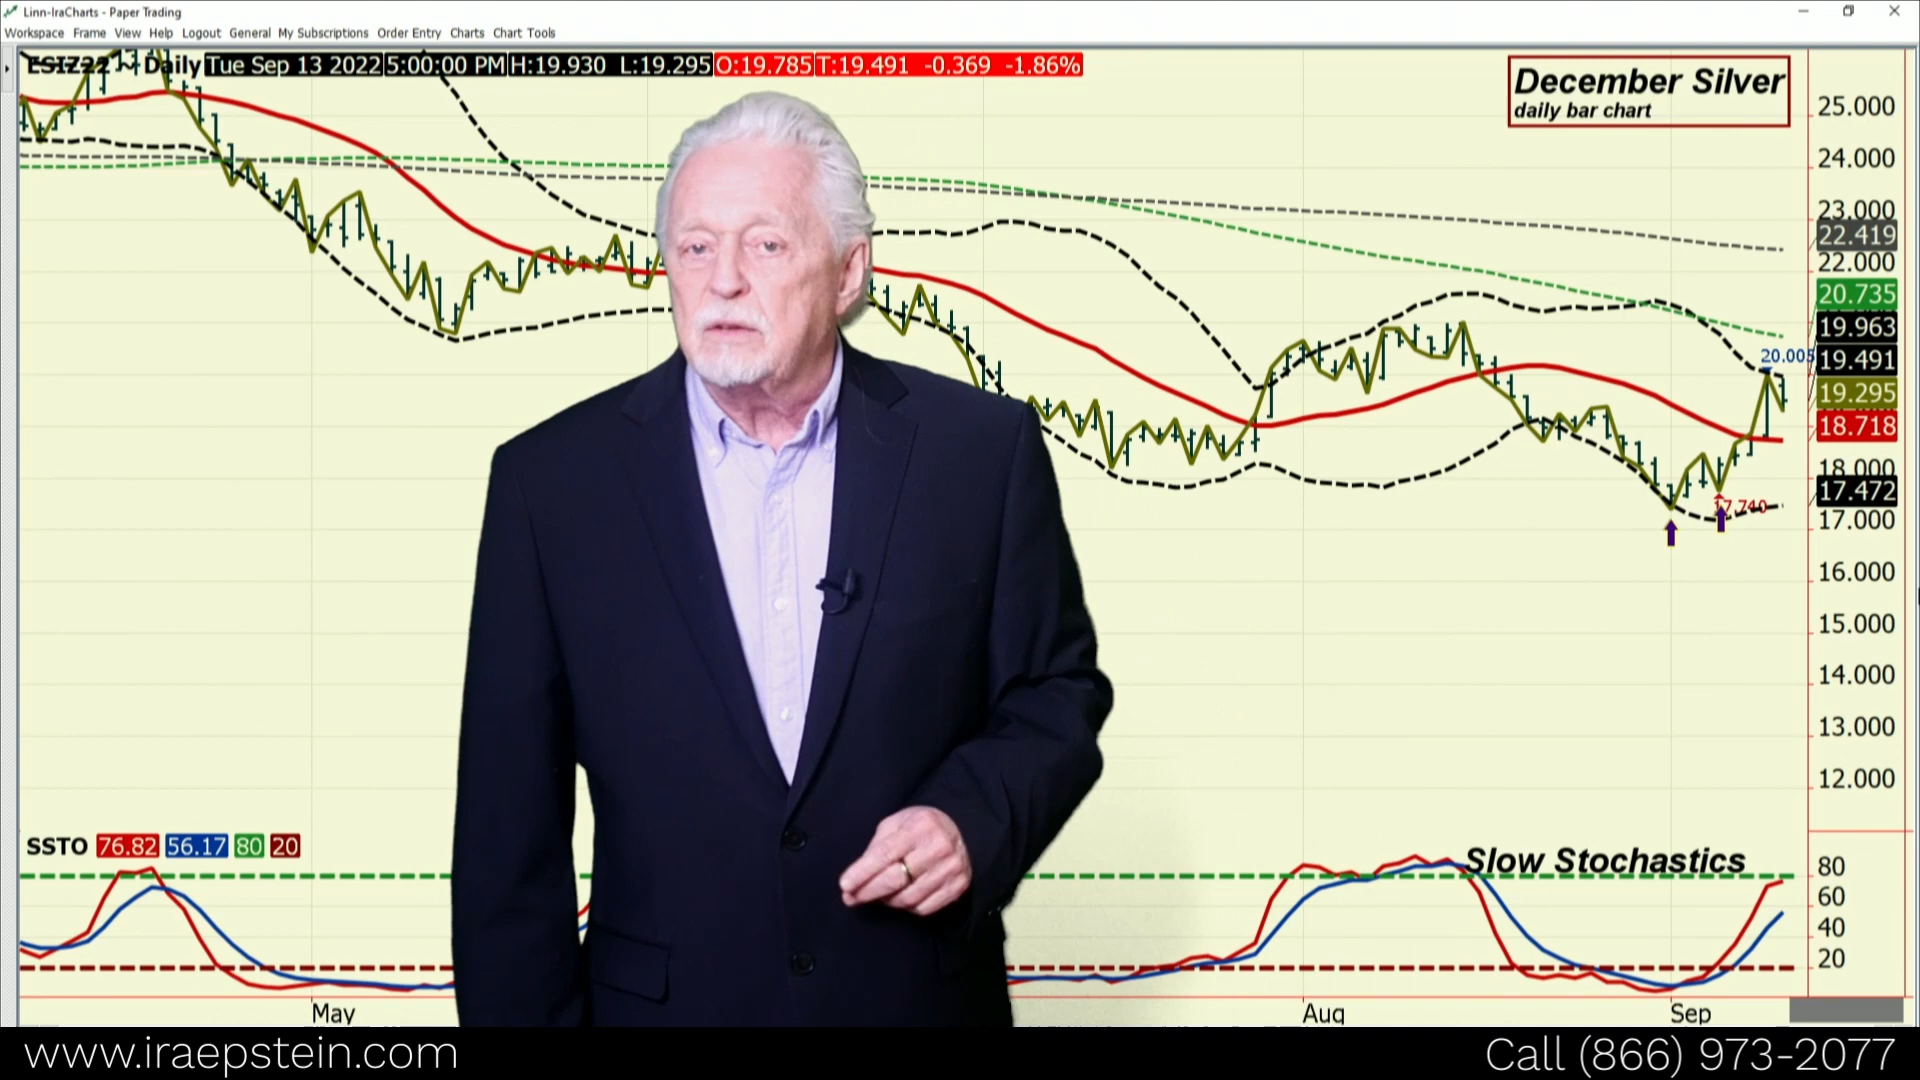 Linn-IraCharts - Paper Trading
Workspace Frame View Help Logout General My Subscriptions Order Entry Charts Chart Tools
ESIZ22 ~ Daily Tue Sep 13 2022 5:00:00 PM H:19.930 L:19.295 O:19.785 T:19.491 -0.369 -1.86%
December Silver
daily bar chart
25.000
24.000
23.000
22.419
22.000
20.735
19.963
20.005
19.491
19.295
18.718
18.000
17.472
17.740
17.000
16.000
15.000
14.000
13.000
12.000
SSTO 76.82 56.17 80 20
Slow Stochastics
80
60
40
20
May Aug Sep
www.iraepstein.com Call (866) 973-2077